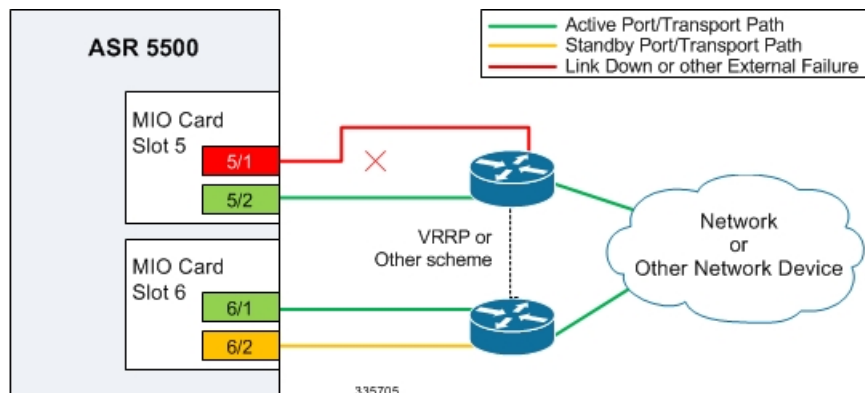 ASR 5500
Active Port/Transport Path
Standby Port/Transport Path
Link Down or other External Failure
MIO Card
Slot 5
5/1
5/2
VRRP or
Other scheme
Network
or
Other Network Device
MIO Card
Slot 6
6/1
6/2
335705